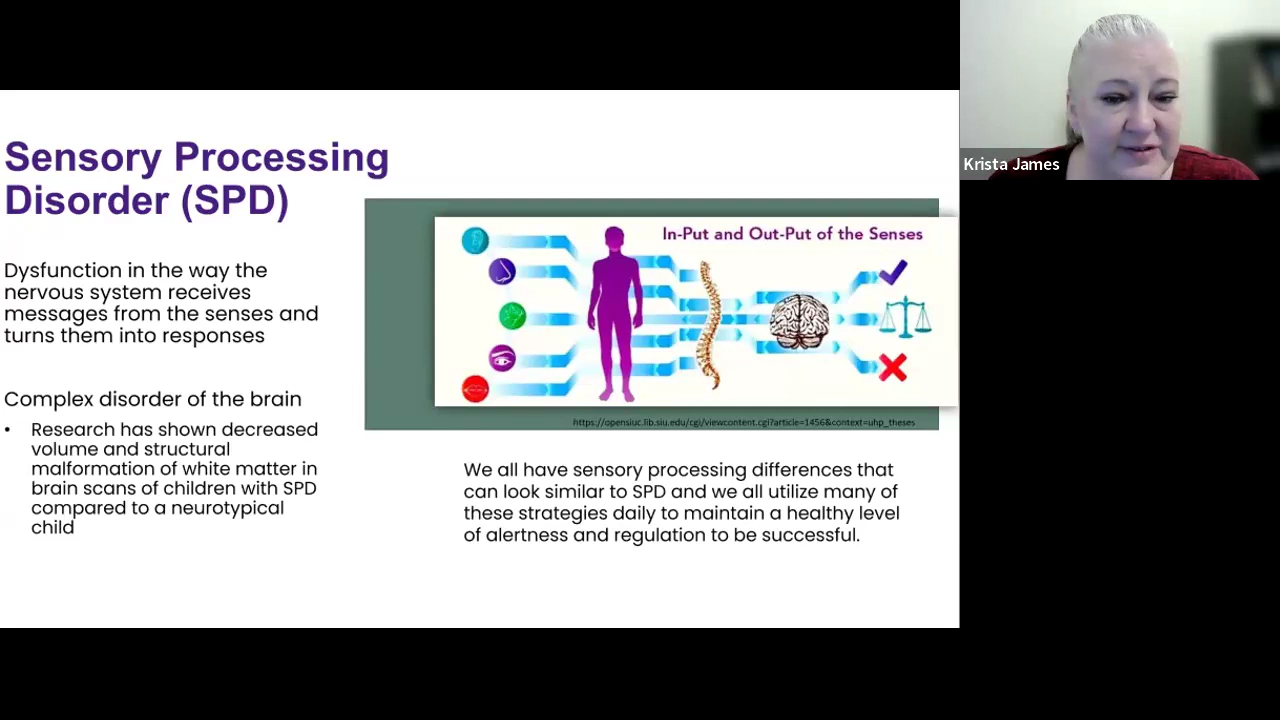 Sensory Processing
Disorder (SPD)
Dysfunction in the way the
nervous system receives
messages from the senses and
turns them into responses
Complex disorder of the brain
• Research has shown decreased
volume and structural
malformation of white matter in
brain scans of children with SPD
compared to a neurotypical
child
In-Put and Out-Put of the Senses
https://opensiuc.lib.siu.edu/cgi/viewcontent.cgi?article=1456&context=uhp_theses
We all have sensory processing differences that
can look similar to SPD and we all utilize many of
these strategies daily to maintain a healthy level
of alertness and regulation to be successful.
Krista James